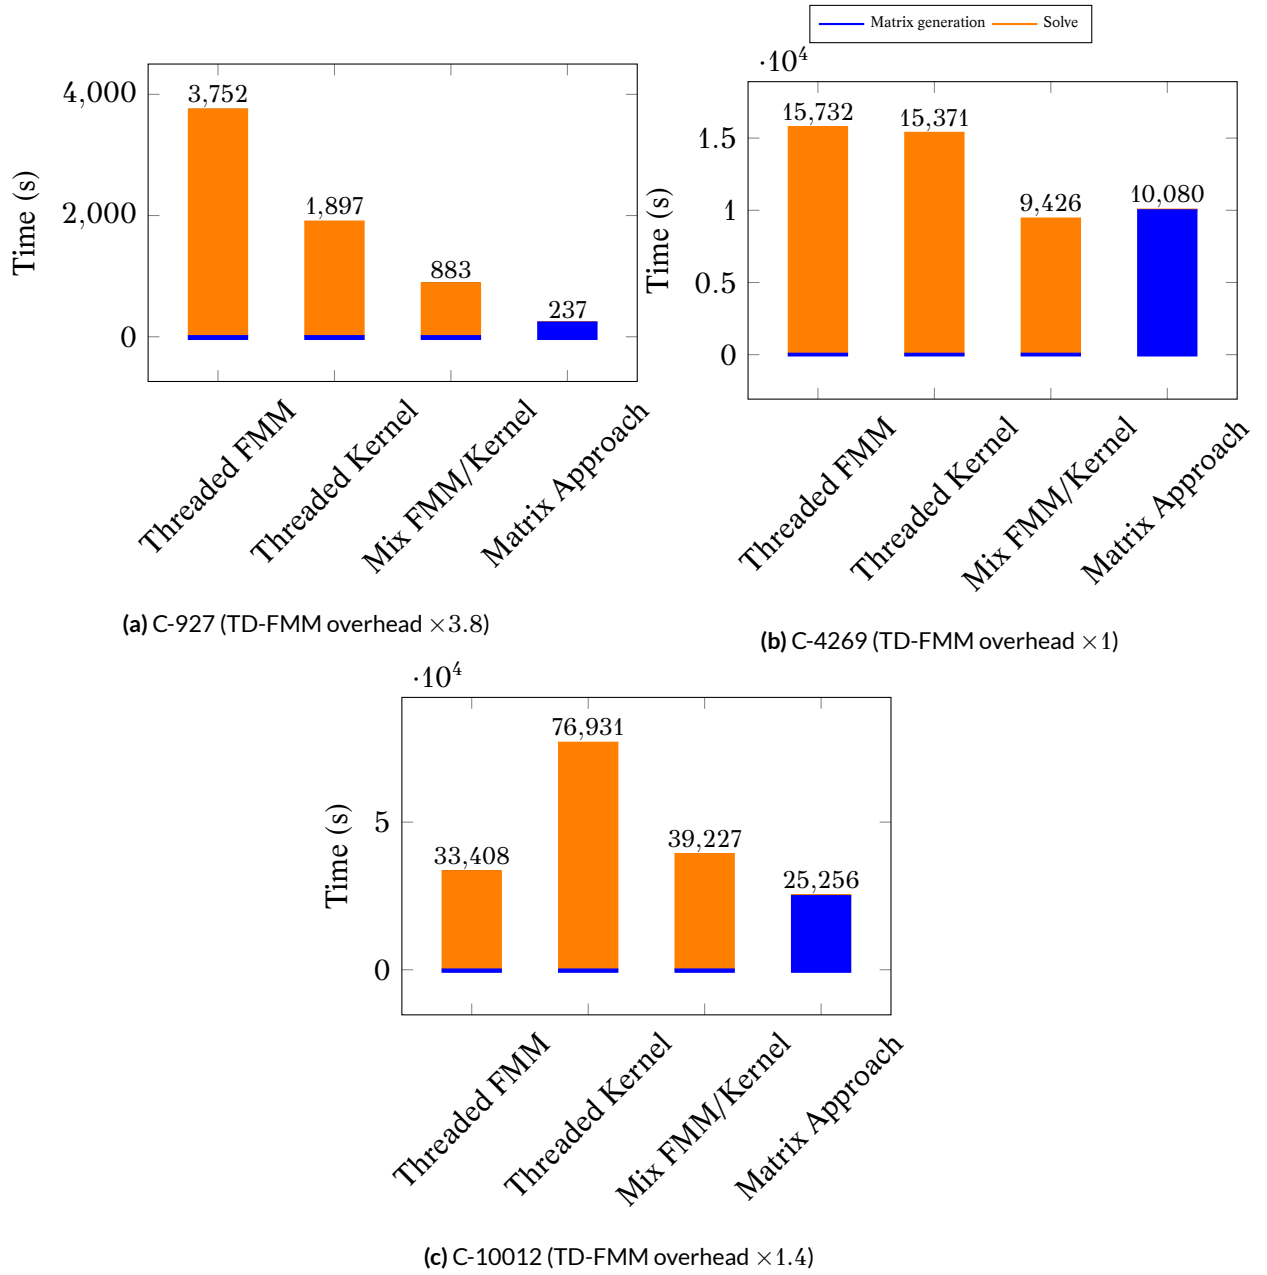 Matrix generation Solve
4,000
2,000
0
Time (s)
3,752
1,897
883
237
Threaded FMM
Threaded Kernel
Mix FMM/Kernel
Matrix Approach
(a) C-927 (TD-FMM overhead ×3.8)
·10⁴
1.5
1
0.5
0
Time (s)
15,732
15,371
9,426
10,080
Threaded FMM
Threaded Kernel
Mix FMM/Kernel
Matrix Approach
(b) C-4269 (TD-FMM overhead ×1)
·10⁴
5
0
Time (s)
33,408
76,931
39,227
25,256
Threaded FMM
Threaded Kernel
Mix FMM/Kernel
Matrix Approach
(c) C-10012 (TD-FMM overhead ×1.4)